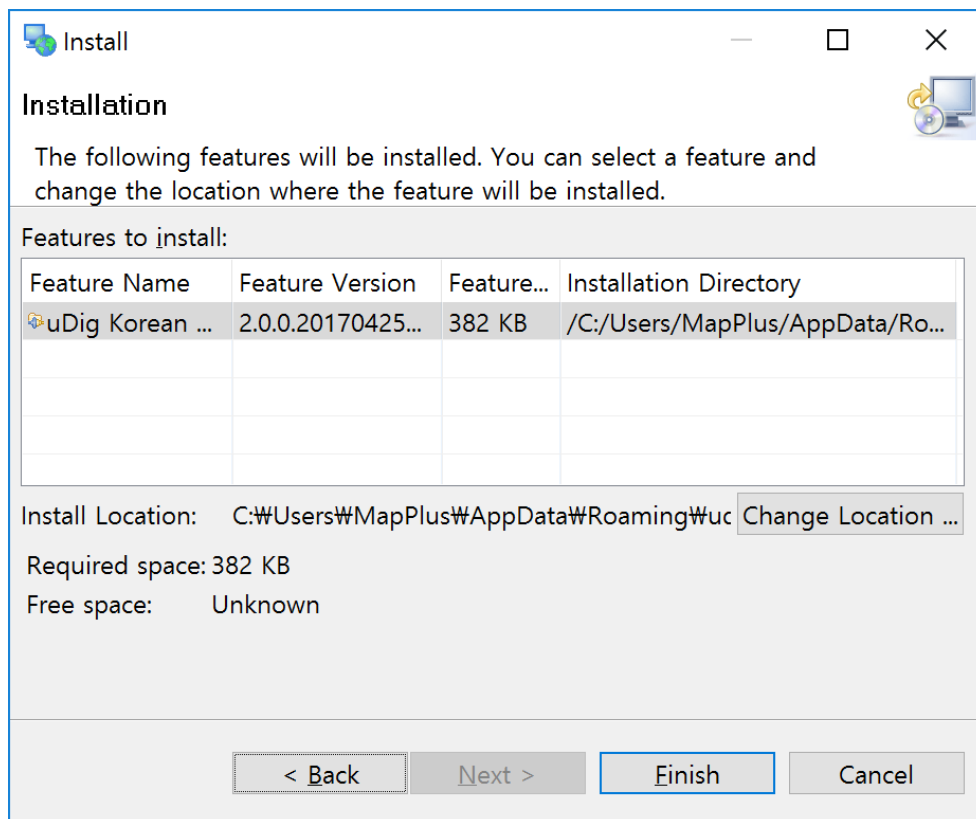 Install
Installation
The following features will be installed. You can select a feature and
change the location where the feature will be installed.
Features to install:
Feature Name Feature Version Feature... Installation Directory
uDig Korean ... 2.0.0.20170425... 382 KB /C:/Users/MapPlus/AppData/Ro...
Install Location: C:₩Users₩MapPlus₩AppData₩Roaming₩uc Change Location ...
Required space: 382 KB
Free space: Unknown
< Back Next > Finish Cancel